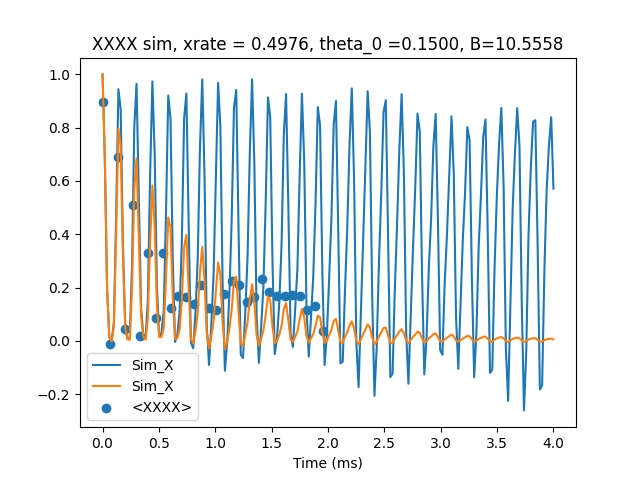 XXXX sim, xrate = 0.4976, theta_0 =0.1500, B=10.5558
1.0
0.8
0.6
0.4
0.2
0.0
−0.2
Sim_X
Sim_X
<XXXX>
0.0 0.5 1.0 1.5 2.0 2.5 3.0 3.5 4.0
Time (ms)